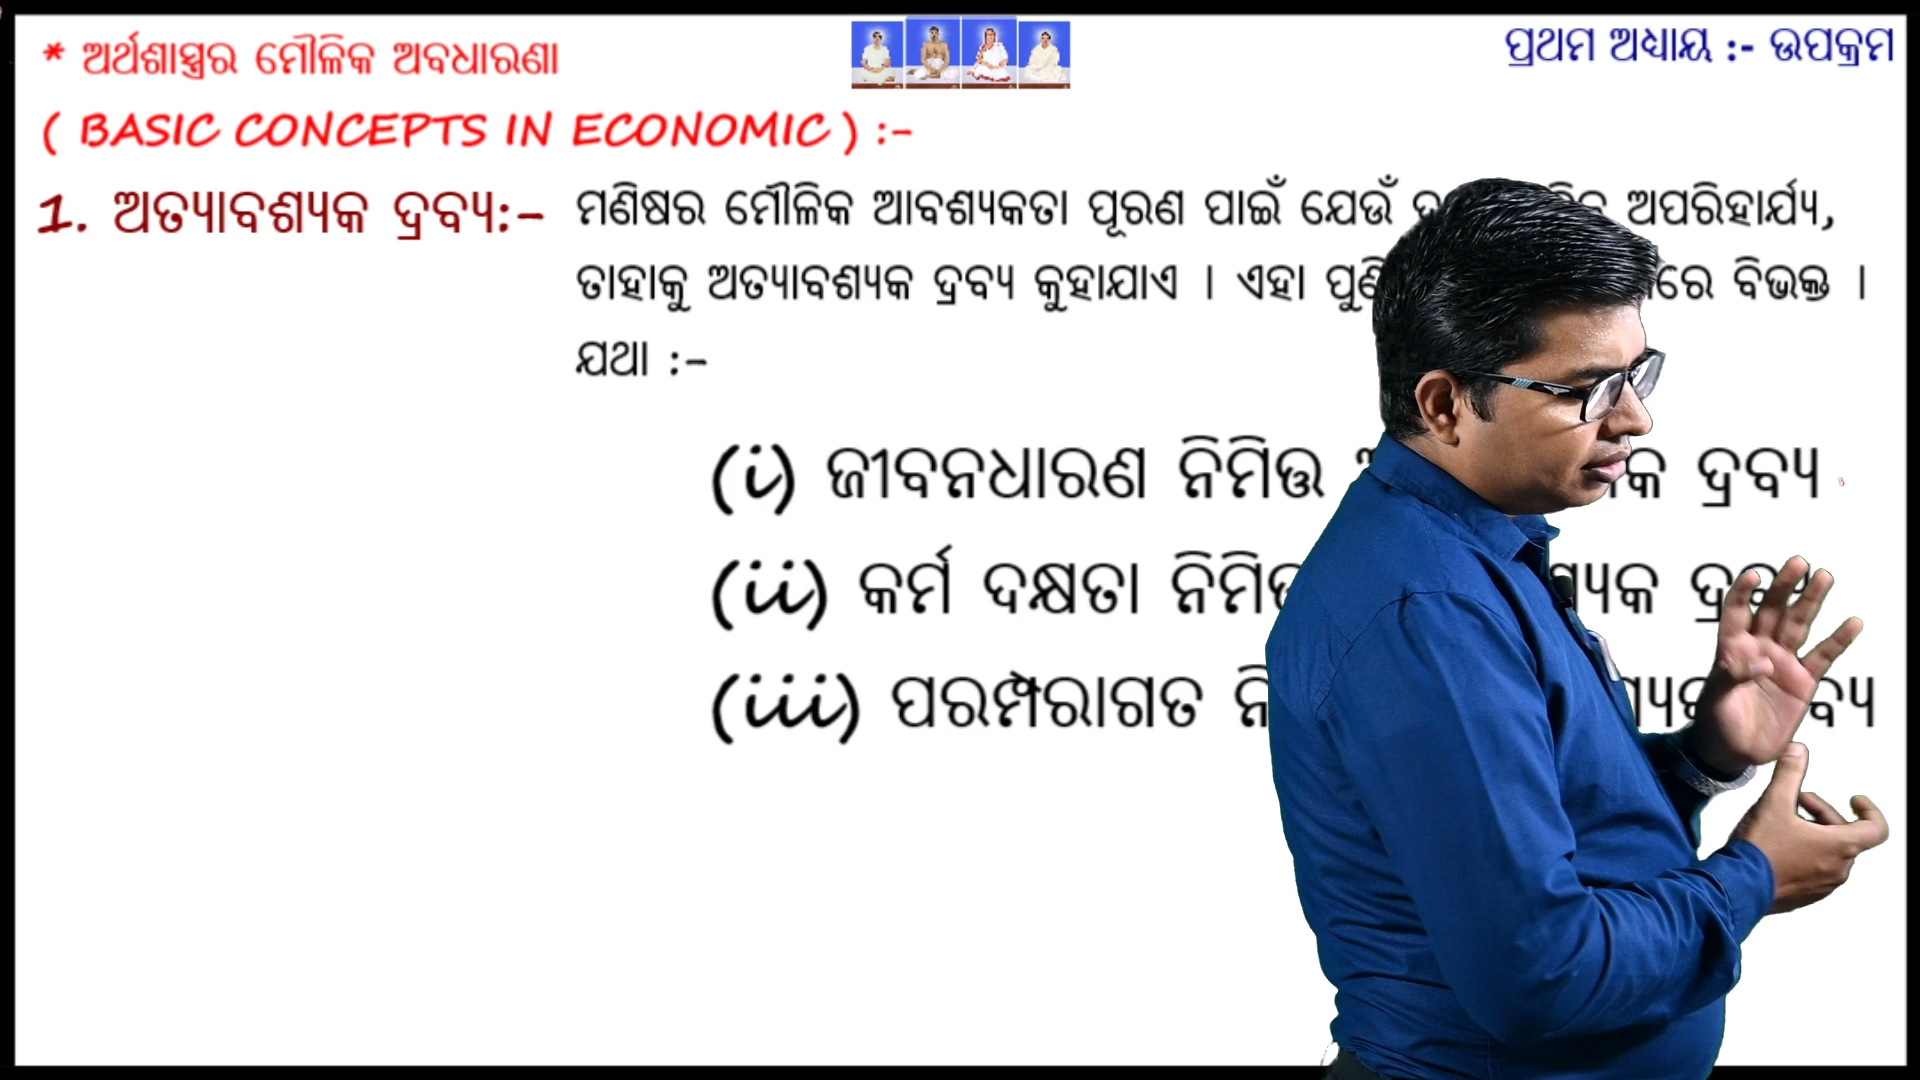 * ଅର୍ଥଶାସ୍ତ୍ରର ମୌଳିକ ଅବଧାରଣା
ପ୍ରଥମ ଅଧ୍ୟାୟ :- ଉପକ୍ରମ
( BASIC CONCEPTS IN ECONOMIC ) :-
1. ଅତ୍ୟାବଶ୍ୟକ ଦ୍ରବ୍ୟ:- ମଣିଷର ମୌଳିକ ଆବଶ୍ୟକତା ପୂରଣ ପାଇଁ ଯେଉଁ ଅପରିହାର୍ଯ୍ୟ,
ତାହାକୁ ଅତ୍ୟାବଶ୍ୟକ ଦ୍ରବ୍ୟ କୁହାଯାଏ । ଏହା ବିଭକ୍ତ ।
ଯଥା :-
(i) ଜୀବନଧାରଣ ନିମିତ୍ତ ଦ୍ରବ୍ୟ
(ii) କର୍ମ ଦକ୍ଷତା
(iii) ପରମ୍ପରାଗତ